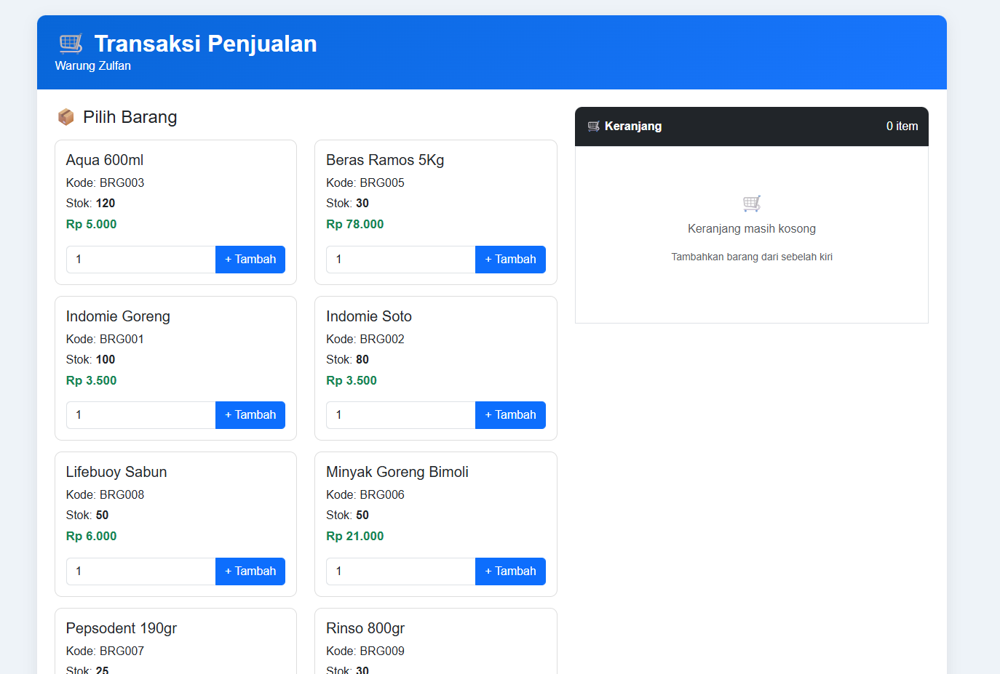 Transaksi Penjualan
Warung Zulfan
Pilih Barang
Aqua 600ml
Kode: BRG003
Stok: 120
Rp 5.000
1
+ Tambah
Beras Ramos 5Kg
Kode: BRG005
Stok: 30
Rp 78.000
1
+ Tambah
Indomie Goreng
Kode: BRG001
Stok: 100
Rp 3.500
1
+ Tambah
Indomie Soto
Kode: BRG002
Stok: 80
Rp 3.500
1
+ Tambah
Lifebuoy Sabun
Kode: BRG008
Stok: 50
Rp 6.000
1
+ Tambah
Minyak Goreng Bimoli
Kode: BRG006
Stok: 50
Rp 21.000
1
+ Tambah
Pepsodent 190gr
Kode: BRG007
Stok: 25
Rinso 800gr
Kode: BRG009
Stok: 30
Keranjang
0 item
Keranjang masih kosong
Tambahkan barang dari sebelah kiri